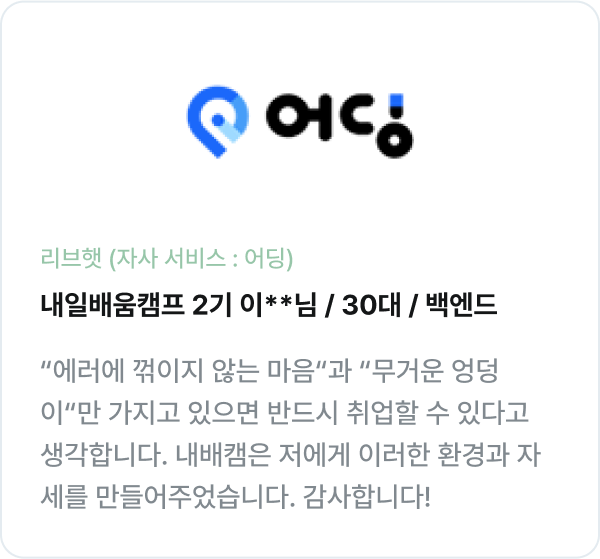 어딩
리브햇 (자사 서비스 : 어딩)
내일배움캠프 2기 이**님 / 30대 / 백엔드
“에러에 꺾이지 않는 마음“과 “무거운 엉덩
이“만 가지고 있으면 반드시 취업할 수 있다고
생각합니다. 내배캠은 저에게 이러한 환경과 자
세를 만들어주었습니다. 감사합니다!